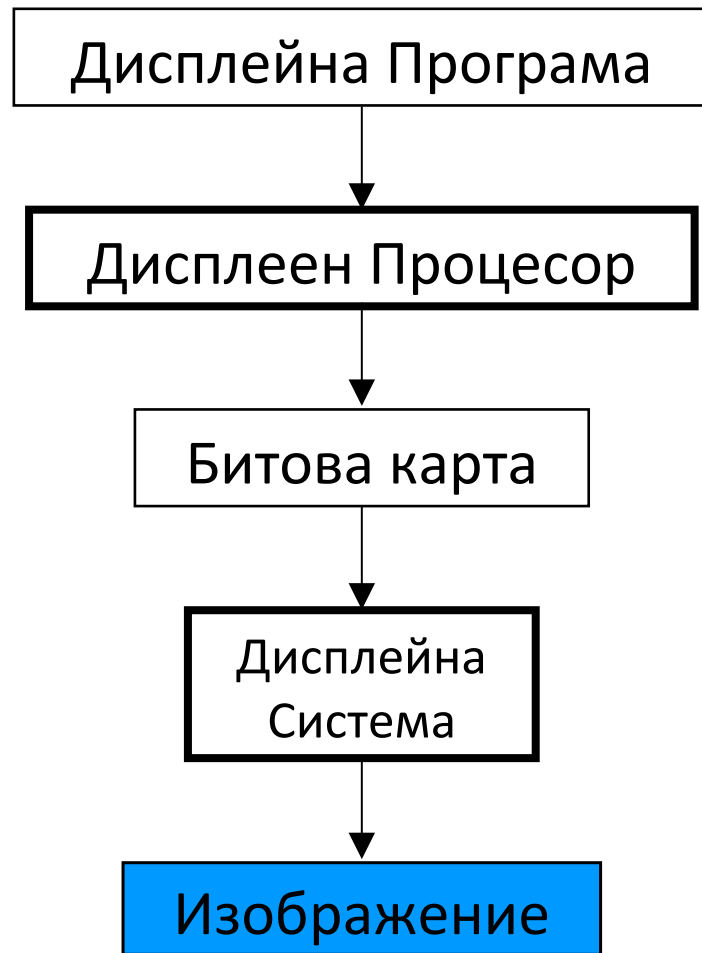 Дисплейна Програма
Дисплеен Процесор
Битова карта
Дисплейна
Система
Изображение